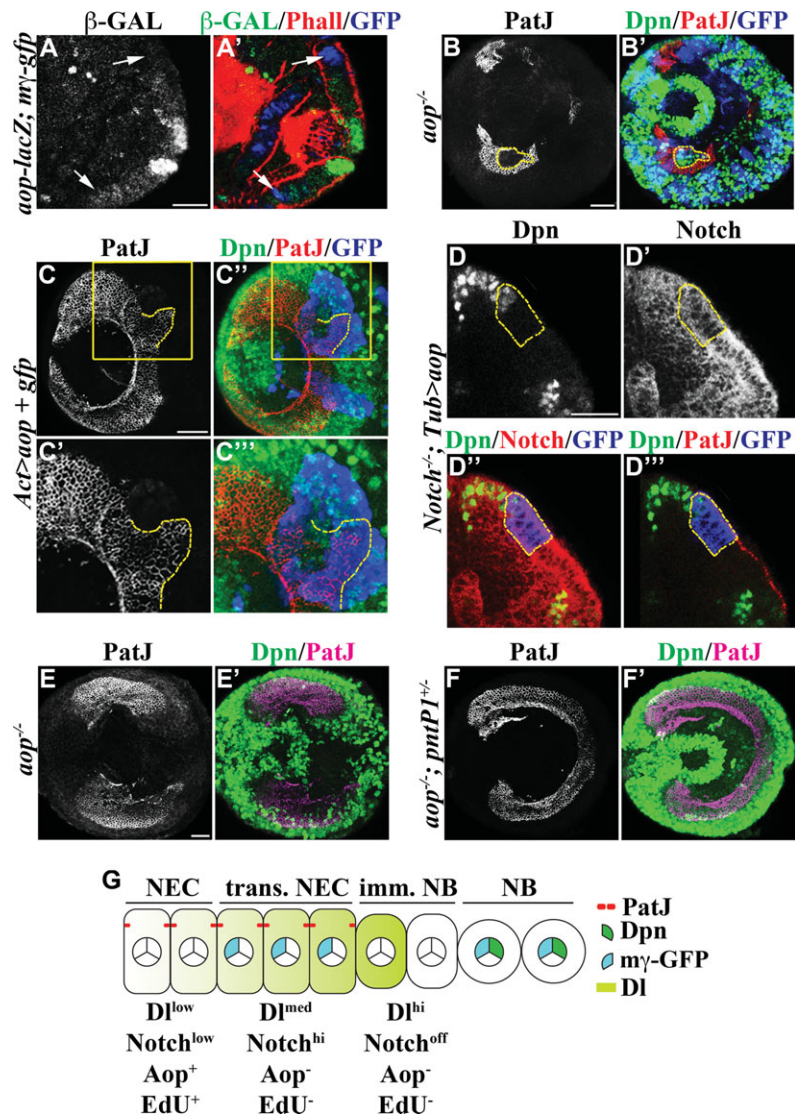 β-GAL
β-GAL/Phall/GFP
PatJ
Dpn/PatJ/GFP
aop-lacZ; mγ-gfp
A
A’
aop-/-
B
B’
PatJ
Dpn/PatJ/GFP
Dpn
Notch
Act>aop + gfp
C
C’’
C’
C’’’
Notch-/-; Tub>aop
D
D’
Dpn/Notch/GFP
Dpn/PatJ/GFP
D’’
D’’’
PatJ
Dpn/PatJ
PatJ
Dpn/PatJ
aop-/-
E
E’
aop-/-; pntP1+/-
F
F’
G
NEC
trans. NEC
imm. NB
NB
PatJ
Dpn
mγ-GFP
Dl
Dllow
Dlmed
Dlhi
Notchlow
Notchhi
Notchoff
Aop+
Aop-
Aop-
EdU+
EdU-
EdU-